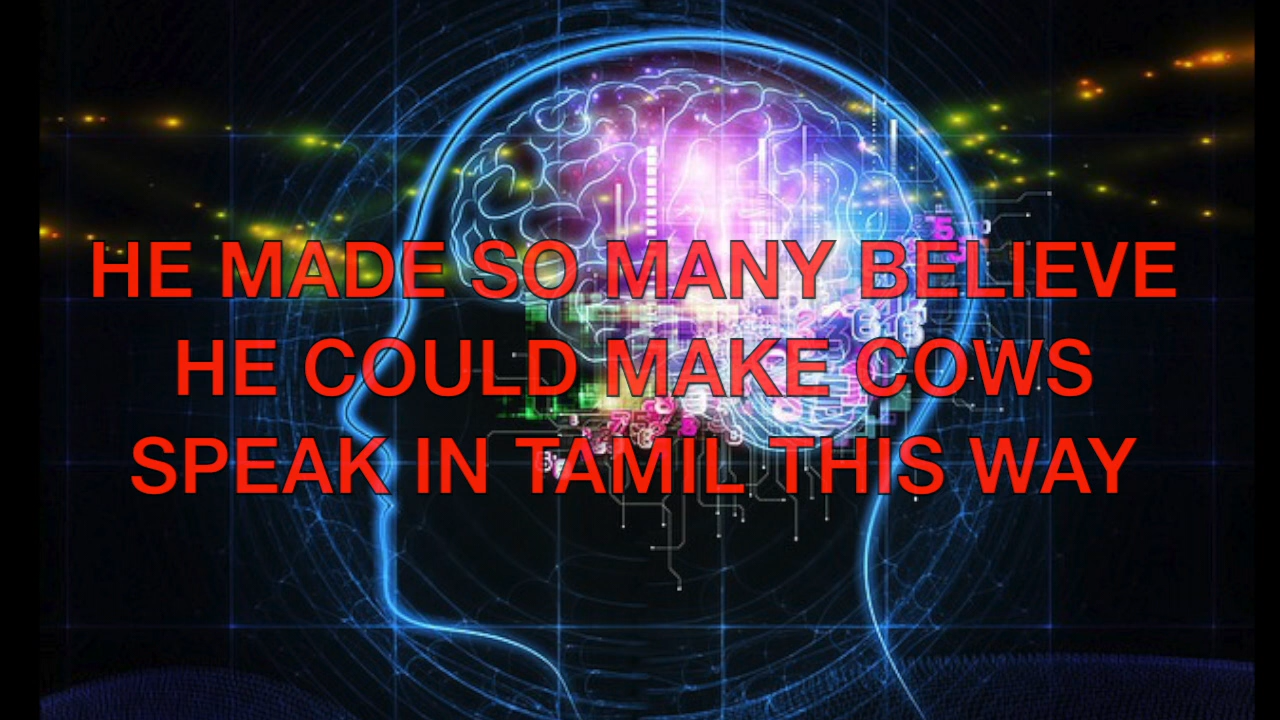 HE MADE SO MANY BELIEVE
HE COULD MAKE COWS
SPEAK IN TAMIL THIS WAY